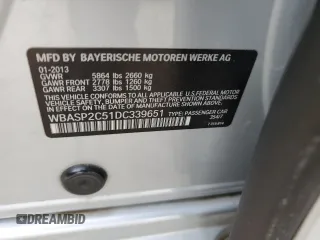 MFD BY BAYERISCHE MOTOREN WERKE AG
01-2013
GVWR 5864 lbs 2660 kg
GAWR FRONT 2778 lbs 1260 kg
GAWR REAR 3307 lbs 1500 kg
THIS VEHICLE CONFORMS TO ALL APPLICABLE U.S. FEDERAL MOTOR
VEHICLE SAFETY, BUMPER, AND THEFT PREVENTION STANDARDS
IN EFFECT ON THE DATE OF MANUFACTURE SHOWN ABOVE.
WBASP2C51DC339651 TYPE: PASSENGER CAR
DREAMBID